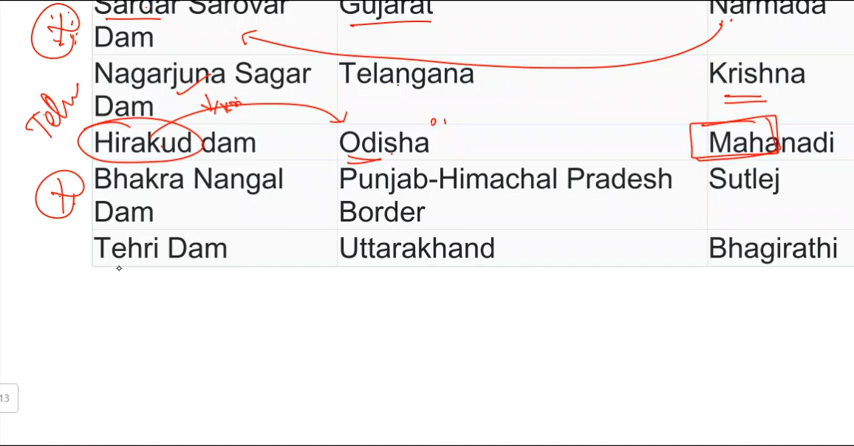 Sardar Sarovar Gujarat Narmada
Dam
Nagarjuna Sagar Telangana Krishna
Dam
Hirakud dam Odisha Mahanadi
Bhakra Nangal Punjab-Himachal Pradesh Sutlej
Dam Border
Tehri Dam Uttarakhand Bhagirathi
13